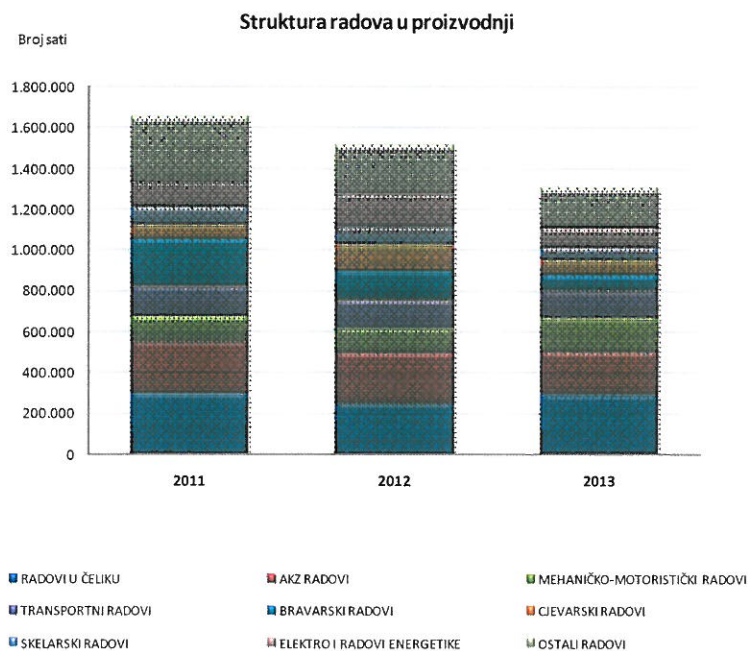 Struktura radova u proizvodnji
Broj sati
1.800.000
1.600.000
1.400.000
1.200.000
1.000.000
800.000
600.000
400.000
200.000
0
2011 2012 2013
RADOVI U ČELIKU AKZ RADOVI MEHANIČKO-MOTORISTIČKI RADOVI
TRANSPORTNI RADOVI BRAVARSKI RADOVI CJEVARSKI RADOVI
SKELARSKI RADOVI ELEKTRO I RADOVI ENERGETIKE OSTALI RADOVI